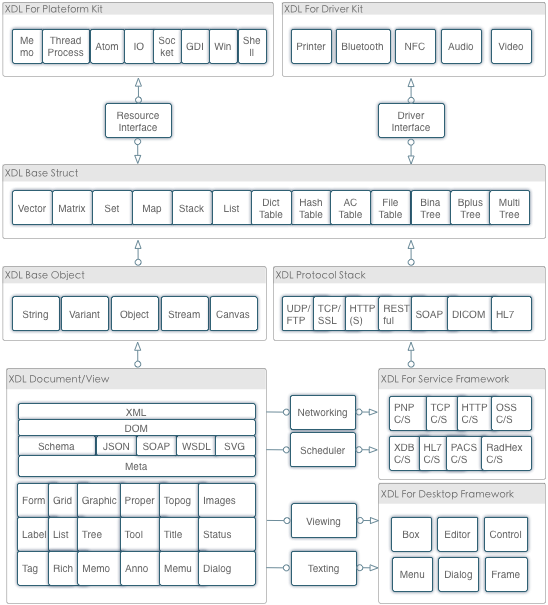 XDL For Plateform Kit
XDL For Driver Kit
Me
mo
Thread
Process
Atom
IO
Soc
ket
GDI
Win
She
ll
Printer
Bluetooth
NFC
Audio
Video
Resource
Interface
Driver
Interface
XDL Base Struct
Vector
Matrix
Set
Map
Stack
List
Dict
Table
Hash
Table
AC
Table
File
Table
Bina
Tree
Bplus
Tree
Multi
Tree
XDL Base Object
XDL Protocol Stack
String
Variant
Object
Stream
Canvas
UDP/
FTP
TCP/
SSL
HTTP
(S)
REST
ful
SOAP
DICOM
HL7
XDL Document/View
XML
DOM
Schema
JSON
SOAP
WSDL
SVG
Meta
Form
Grid
Graphic
Proper
Topog
Images
Label
List
Tree
Tool
Title
Status
Tag
Rich
Memo
Anno
Memu
Dialog
Networking
Scheduler
Viewing
Texting
XDL For Service Framework
PNP
C/S
TCP
C/S
HTTP
C/S
OSS
C/S
XDB
C/S
HL7
C/S
PACS
C/S
RadHex
C/S
XDL For Desktop Framework
Box
Editor
Control
Menu
Dialog
Frame